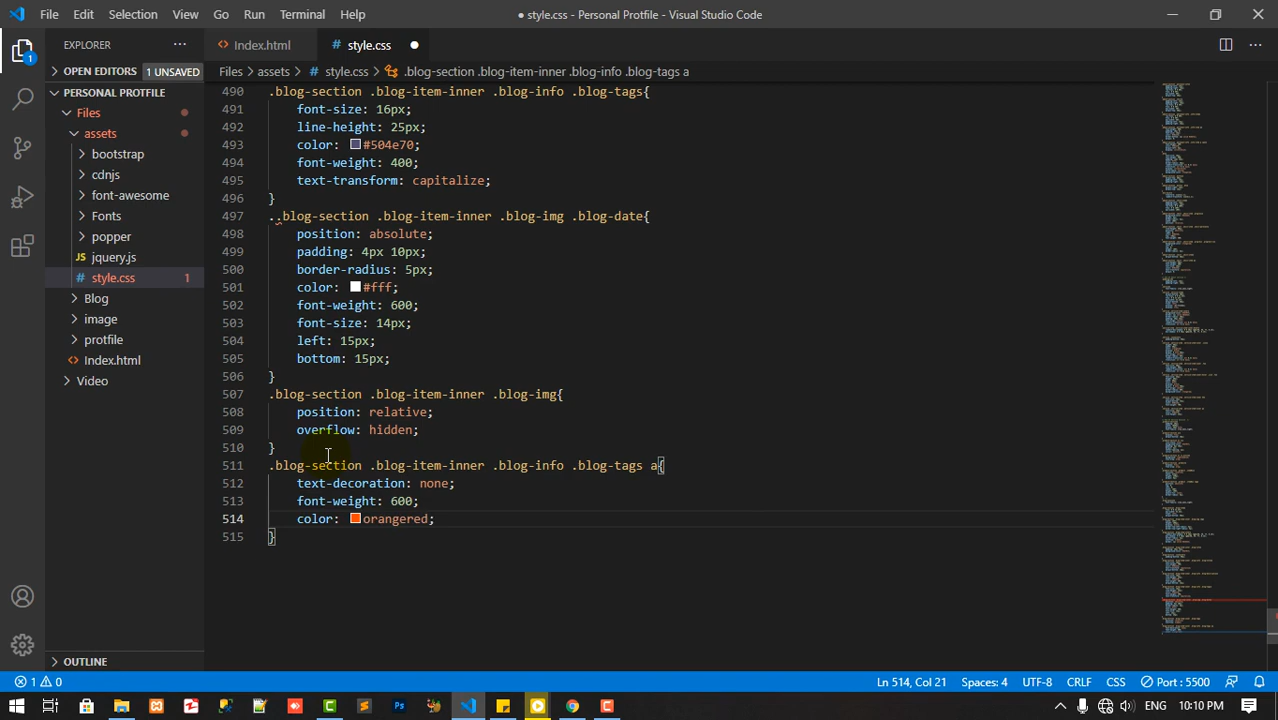 File Edit Selection View Go Run Terminal Help
● style.css - Personal Protfile - Visual Studio Code
EXPLORER
OPEN EDITORS 1 UNSAVED
PERSONAL PROTFILE
Files
assets
bootstrap
cdnjs
font-awesome
Fonts
popper
JS jquery.js
# style.css 1
Blog
image
profile
<> Index.html
Video
OUTLINE
<> Index.html # style.css ●
Files > assets > # style.css > .blog-section .blog-item-inner .blog-info .blog-tags a
490 .blog-section .blog-item-inner .blog-info .blog-tags{
491 font-size: 16px;
492 line-height: 25px;
493 color: #504e70;
494 font-weight: 400;
495 text-transform: capitalize;
496 }
497 ..blog-section .blog-item-inner .blog-img .blog-date{
498 position: absolute;
499 padding: 4px 10px;
500 border-radius: 5px;
501 color: #fff;
502 font-weight: 600;
503 font-size: 14px;
504 left: 15px;
505 bottom: 15px;
506 }
507 .blog-section .blog-item-inner .blog-img{
508 position: relative;
509 overflow: hidden;
510 }
511 .blog-section .blog-item-inner .blog-info .blog-tags a{
512 text-decoration: none;
513 font-weight: 600;
514 color: orangered;
515 }
1 0
Ln 514, Col 21 Spaces: 4 UTF-8 CRLF CSS Port : 5500
ENG 10:10 PM